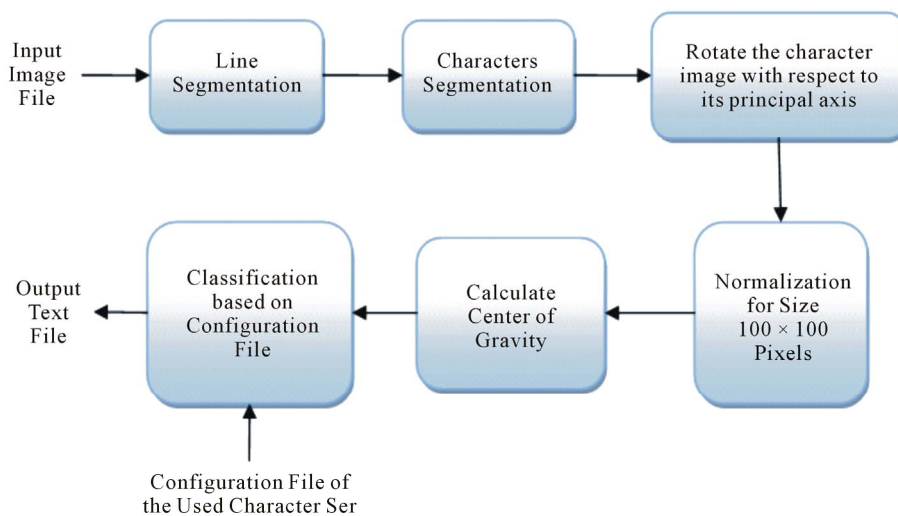 Input
Image
File
Line
Segmentation
Characters
Segmentation
Rotate the character
image with respect to
its principal axis
Normalization
for Size
100 × 100
Pixels
Calculate
Center of
Gravity
Classification
based on
Configuration
File
Output
Text
File
Configuration File of
the Used Character Ser